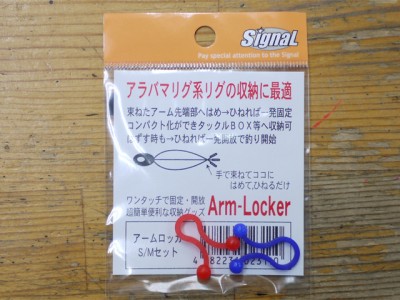 Signal
Pay special attention to the Signal
アラバマリグ系リグの収納に最適
束ねたアーム先端部へはめ→ひねれば一発固定
コンパクト化ができタックルBOX等へ収納可
はずす時も→ひねれば一発開放で釣り開始
手で束ねてココに
はめて、ひねるだけ
ワンタッチで固定・開放
超簡単便利な収納グッズ
Arm-Locker
アームロッカー
S/Mセット